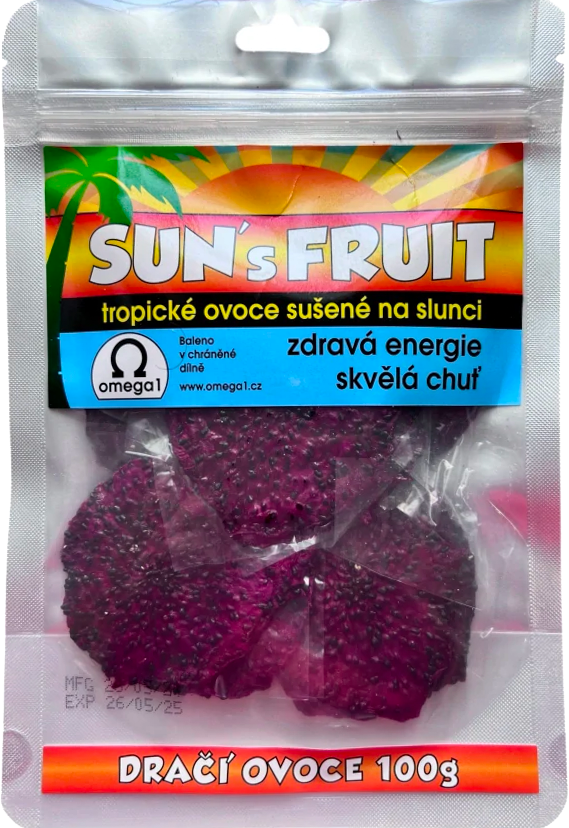 SUN's FRUIT
tropické ovoce sušené na slunci
Ω
omega1
Baleno
v chráněné
dílně
www.omega1.cz
zdravá energie
skvělá chuť
MFG
EXP 26/05/25
DRAČÍ OVOCE 100g